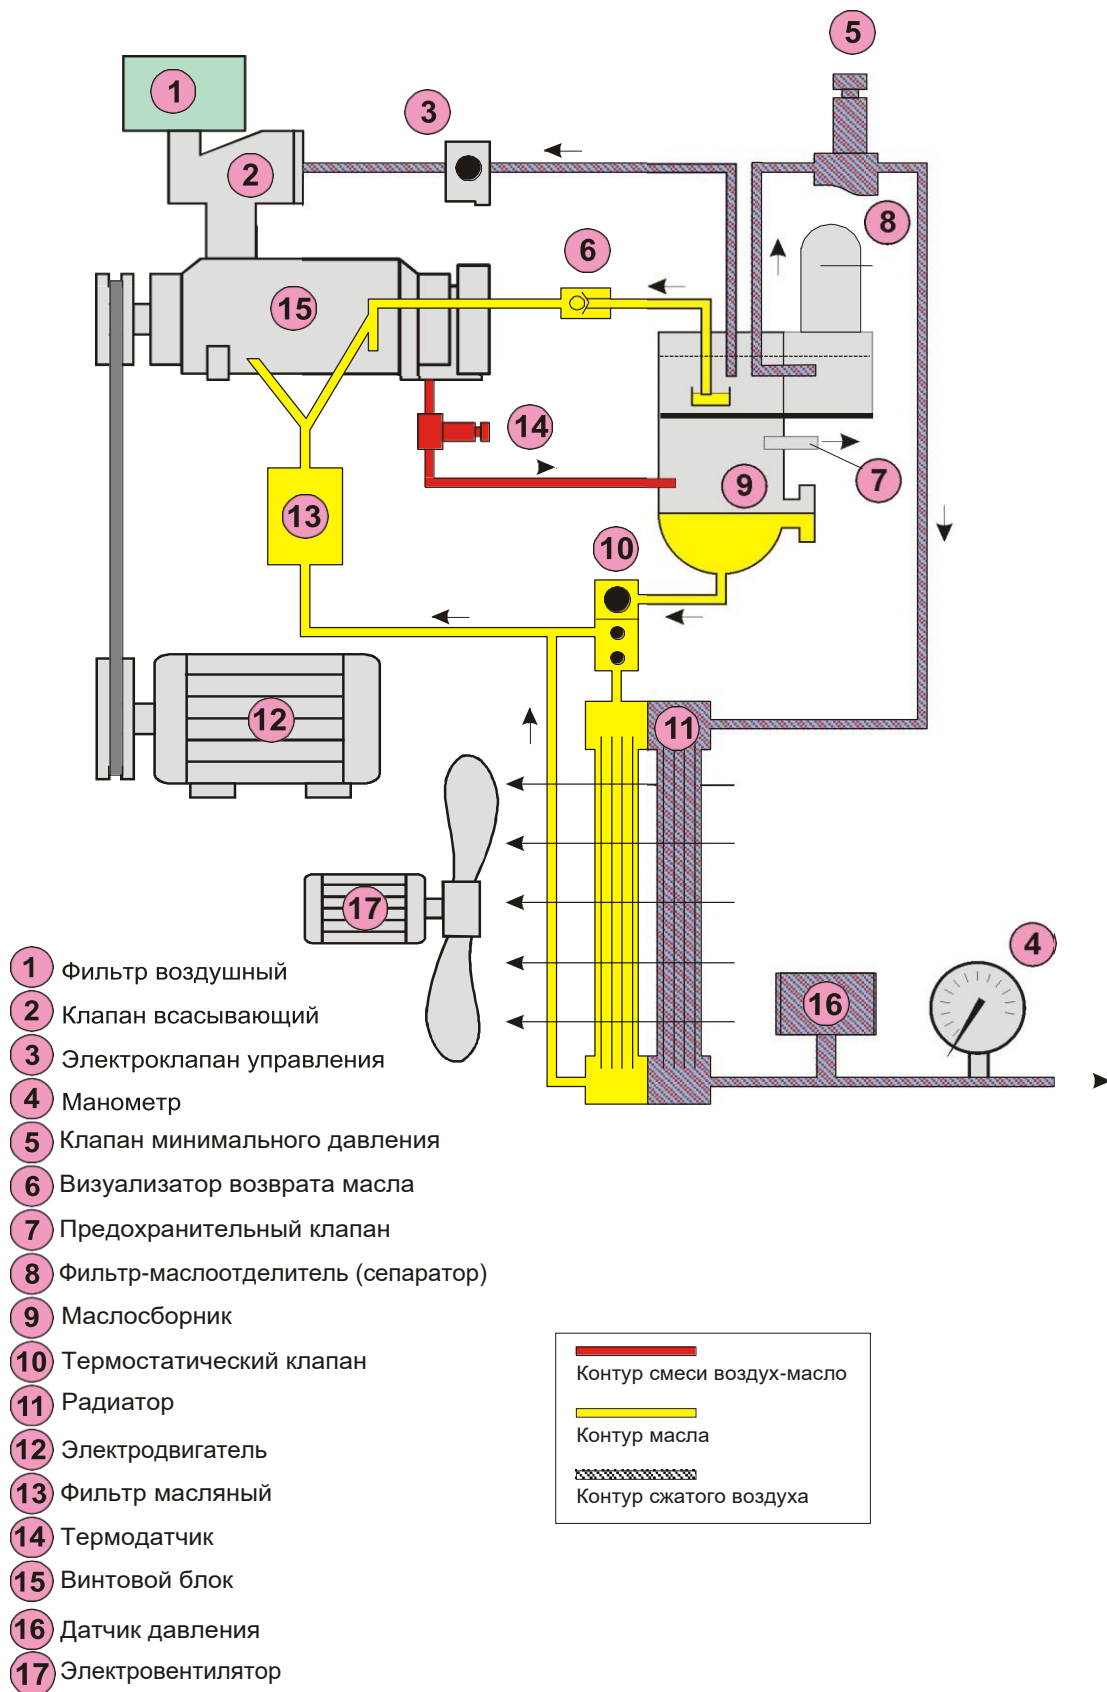 5
1
3
2
8
6
15
14
9
7
13
10
12
11
17
4
16
1 Фильтр воздушный
2 Клапан всасывающий
3 Электроклапан управления
4 Манометр
5 Клапан минимального давления
6 Визуализатор возврата масла
7 Предохранительный клапан
8 Фильтр-маслоотделитель (сепаратор)
9 Маслосборник
10 Термостатический клапан
11 Радиатор
12 Электродвигатель
13 Фильтр масляный
14 Термодатчик
15 Винтовой блок
16 Датчик давления
17 Электровентилятор
Контур смеси воздух-масло
Контур масла
Контур сжатого воздуха